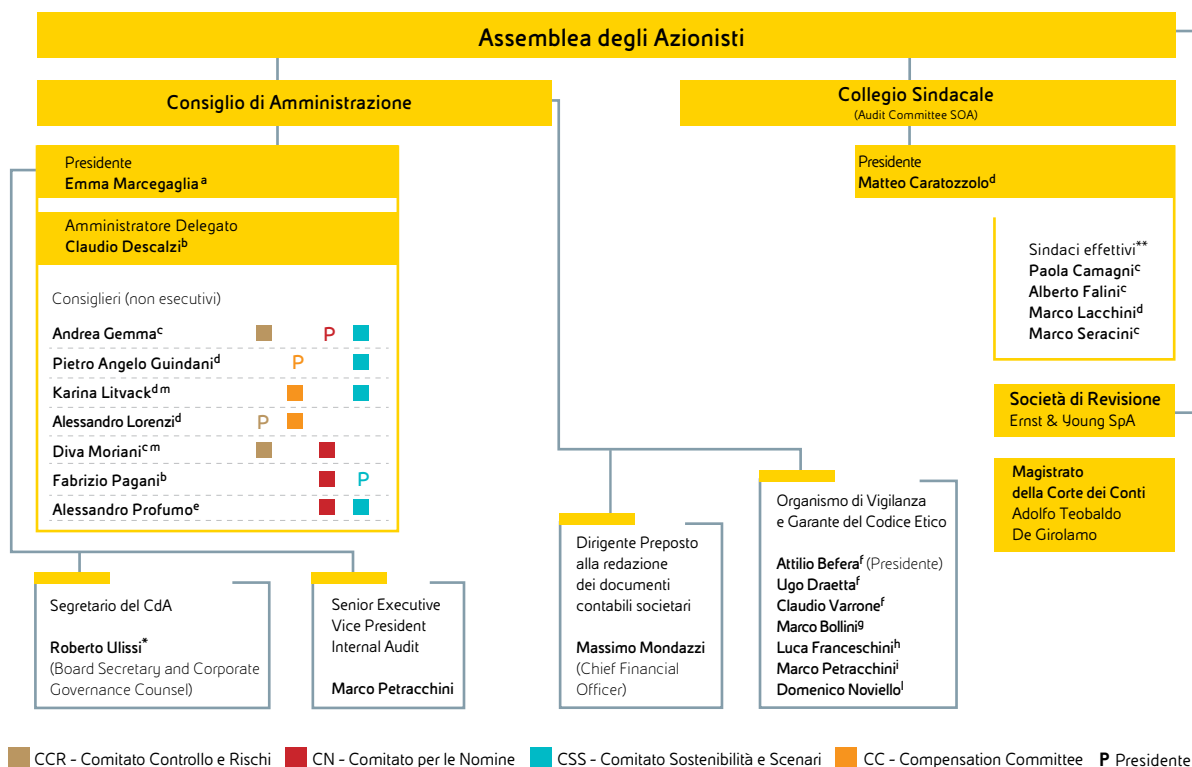 Assemblea degli Azionisti
Consiglio di Amministrazione
Collegio Sindacale
(Audit Committee SOA)
Presidente
Emma Marcegaglia a
Amministratore Delegato
Claudio Descalzi b
Consiglieri (non esecutivi)
Andrea Gemma c P
Pietro Angelo Guindani d P
Karina Litvack d m
Alessandro Lorenzi d P
Diva Moriani c m
Fabrizio Pagani b P
Alessandro Profumo e
Presidente
Matteo Caratozzolo d
Sindaci effettivi**
Paola Camagni c
Alberto Falini c
Marco Lacchini d
Marco Seracini c
Società di Revisione
Ernst & Young SpA
Magistrato
della Corte dei Conti
Adolfo Teobaldo
De Girolamo
Segretario del CdA
Roberto Ulissi*
(Board Secretary and Corporate
Governance Counsel)
Senior Executive
Vice President
Internal Audit
Marco Petracchini
Dirigente Preposto
alla redazione
dei documenti
contabili societari
Massimo Mondazzi
(Chief Financial
Officer)
Organismo di Vigilanza
e Garante del Codice Etico
Attilio Befera f (Presidente)
Ugo Draetta f
Claudio Varrone f
Marco Bollini g
Luca Franceschini h
Marco Petracchini i
Domenico Noviello l
CCR - Comitato Controllo e Rischi
CN - Comitato per le Nomine
CSS - Comitato Sostenibilità e Scenari
CC - Compensation Committee
P Presidente